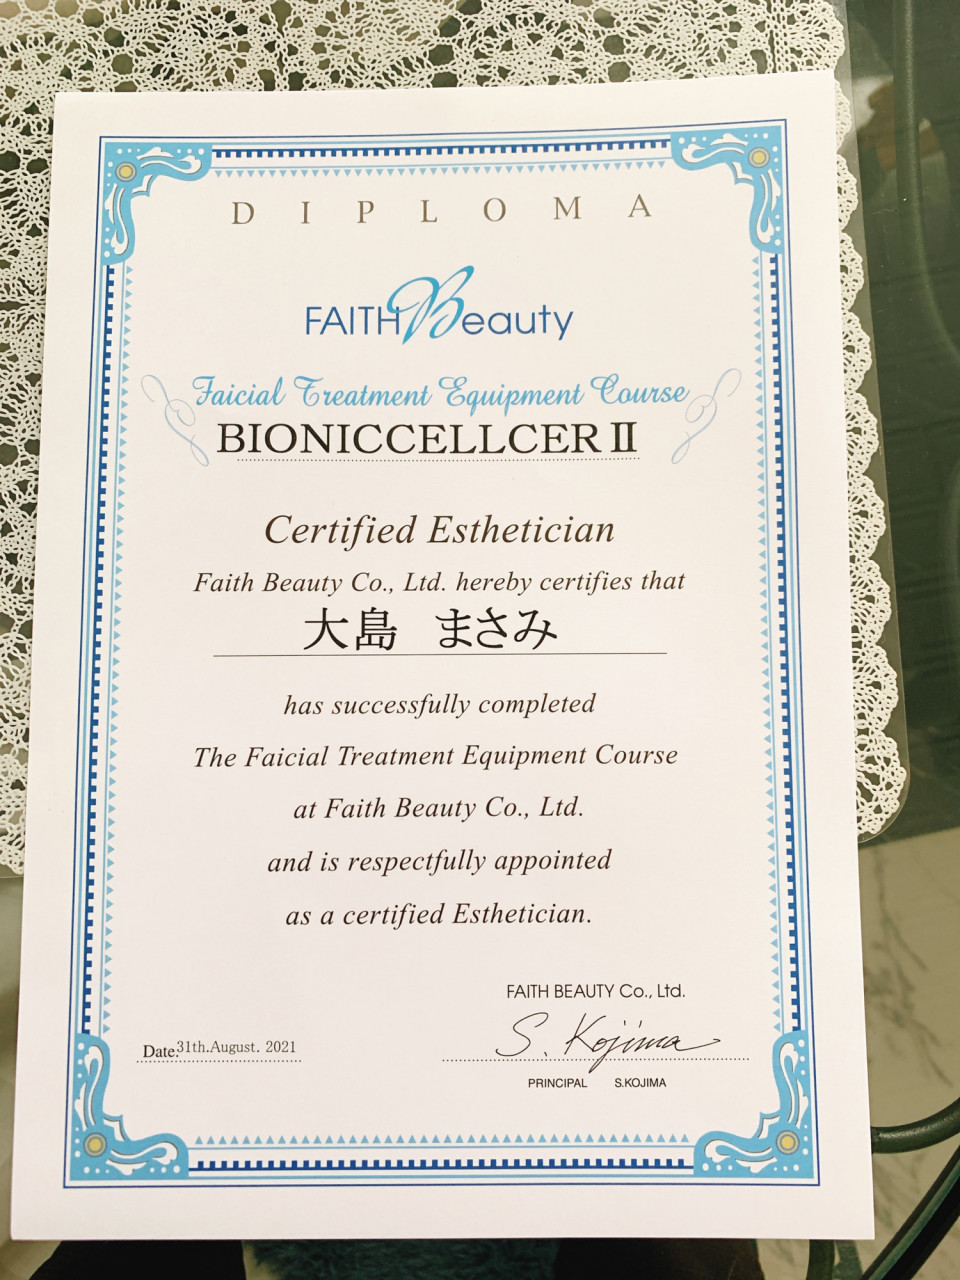 DIPLOMA
FAITH Beauty
Faicial Treatment Equipment Course
BIONICCELLCER II
Certified Esthetician
Faith Beauty Co., Ltd. hereby certifies that
大島 まさみ
has successfully completed
The Faicial Treatment Equipment Course
at Faith Beauty Co., Ltd.
and is respectfully appointed
as a certified Esthetician.
FAITH BEAUTY Co., Ltd.
Date:31th.August. 2021
S. Kojima
PRINCIPAL S.KOJIMA